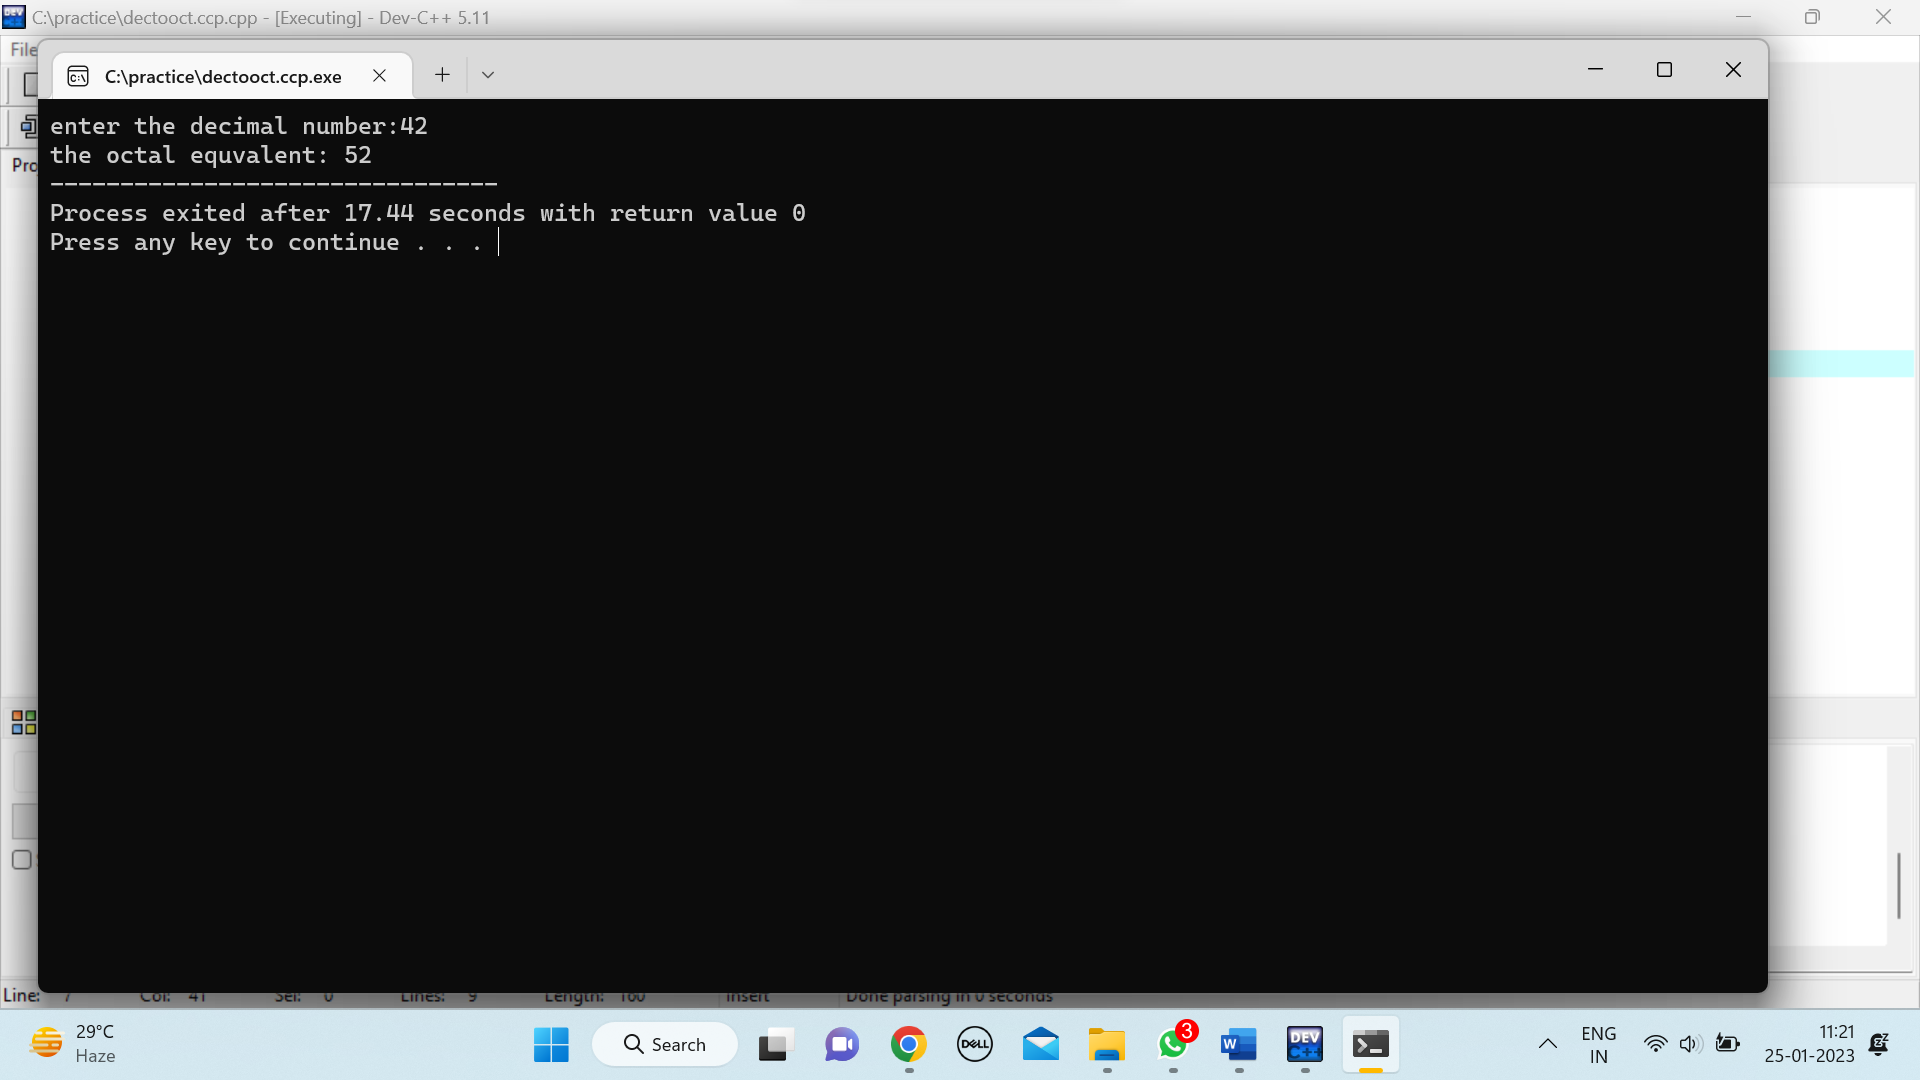 C:\practice\dectooct.ccp.cpp - [Executing] - Dev-C++ 5.11
File
C:\practice\dectooct.ccp.exe
enter the decimal number:42
the octal equvalent: 52
--------------------------------
Process exited after 17.44 seconds with return value 0
Press any key to continue . . .
Pro
Line: 7 Col: 41 Sel: 0 Lines: 9 Length: 160 Insert Done parsing in 0 seconds
29°C
Haze
Search
DELL
3
W
DEV
C++
ENG
IN
11:21
25-01-2023